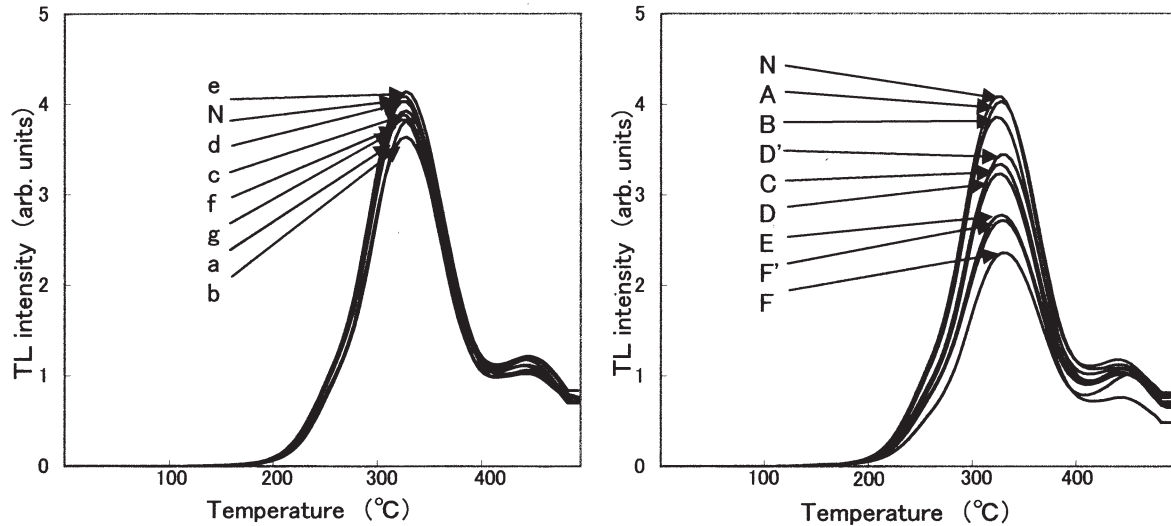 5
4
3
2
1
0
TL intensity (arb. units)
e
N
d
c
f
g
a
b
100
200
300
400
Temperature (℃)
5
4
3
2
1
0
TL intensity (arb. units)
N
A
B
D'
C
D
E
F'
F
100
200
300
400
Temperature (℃)